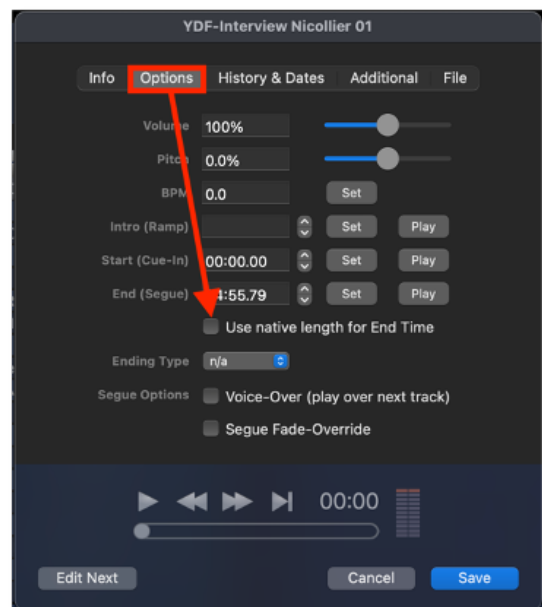 YDF-Interview Nicollier 01
Info Options History & Dates Additional File
Volume 100%
Pitch 0.0%
BPM 0.0 Set
Intro (Ramp) Set Play
Start (Cue-In) 00:00.00 Set Play
End (Segue) :55.79 Set Play
Use native length for End Time
Ending Type n/a
Segue Options Voice-Over (play over next track)
Segue Fade-Override
00:00
Edit Next Cancel Save